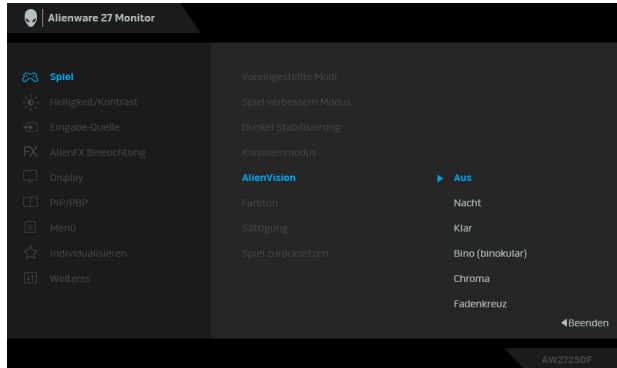 Alienware 27 Monitor
Spiel
Helligkeit/Kontrast
Eingabe-Quelle
FX AlienFX Beleuchtung
Display
PIP/PBP
Menü
Individualisieren
Weiteres
Voreingestellte Modi
Spiel verbessern Modus
Dunkel Stabilisierung
Konsolenmodus
AlienVision
Farbton
Sättigung
Spiel zurücksetzen
Aus
Nacht
Klar
Bino (binokular)
Chroma
Fadenkreuz
Beenden
AW2725DF